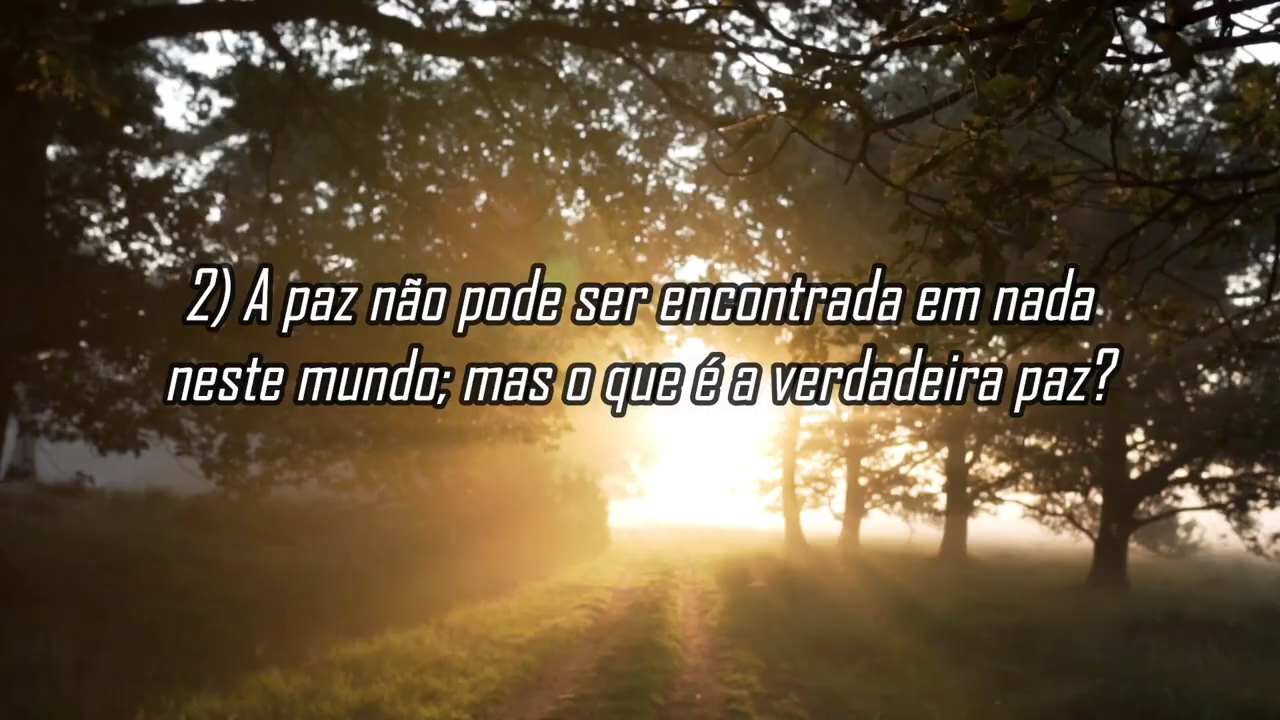 2) A paz não pode ser encontrada em nada
neste mundo; mas o que é a verdadeira paz?